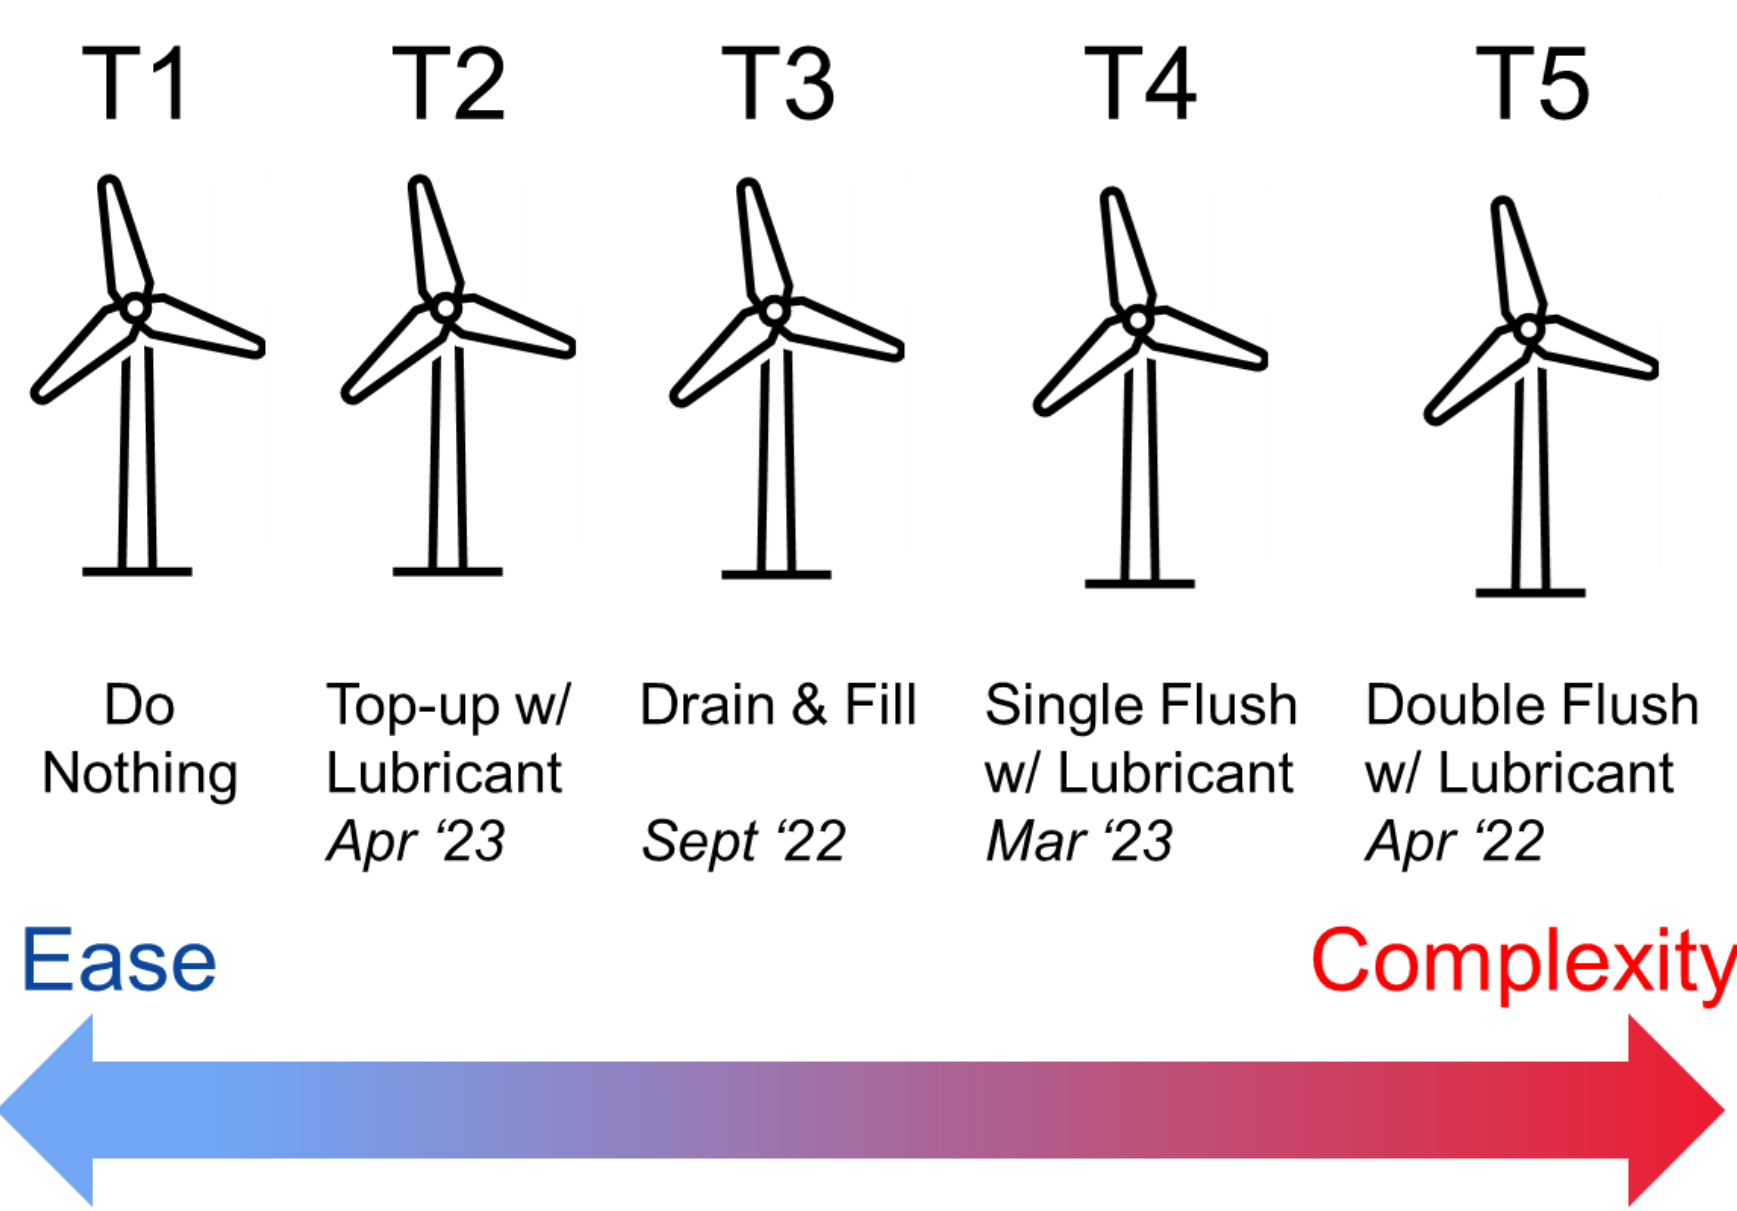 T1 T2 T3 T4 T5
Do
Nothing
Top-up w/
Lubricant
Apr ‘23
Drain & Fill
Sept ‘22
Single Flush
w/ Lubricant
Mar ‘23
Double Flush
w/ Lubricant
Apr ‘22
Ease
Complexity